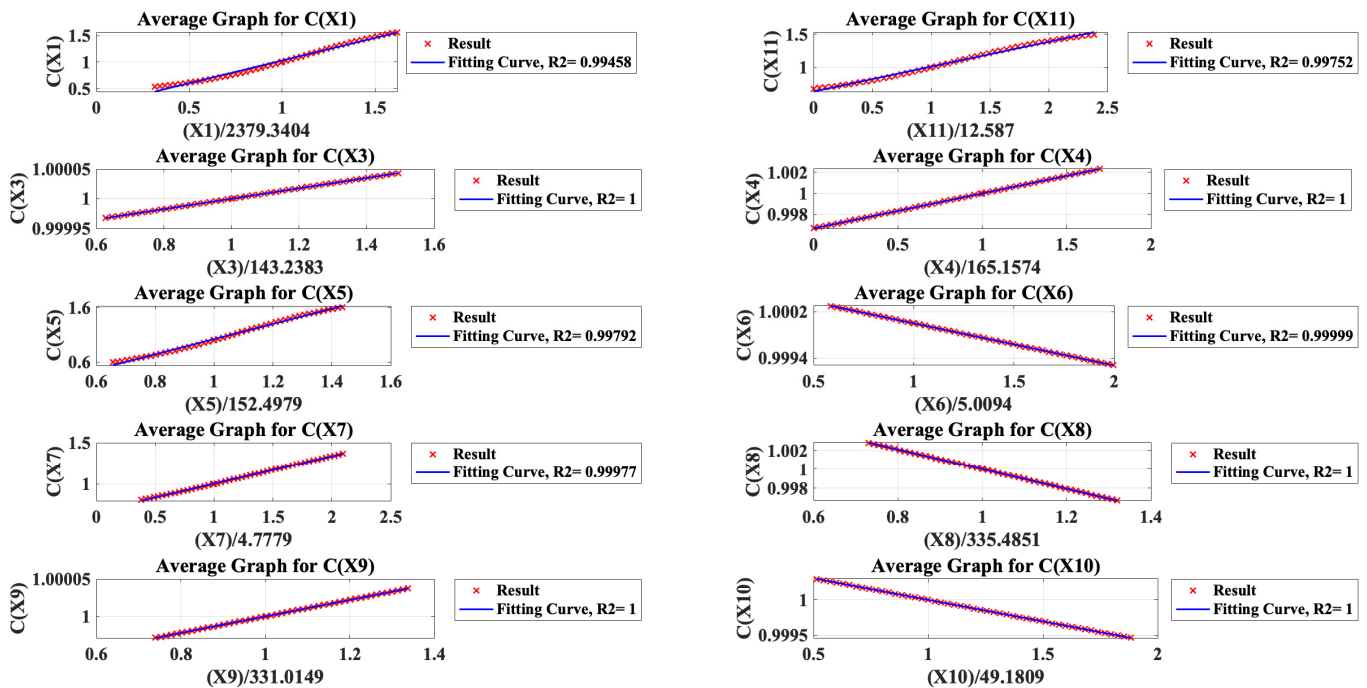 Average Graph for C(X1)
C(X1)
1.5
1
0.5
0 0.5 1 1.5
(X1)/2379.3404
Result
Fitting Curve, R2= 0.99458
Average Graph for C(X11)
C(X11)
1.5
1
0 0.5 1 1.5 2 2.5
(X11)/12.587
Result
Fitting Curve, R2= 0.99752
Average Graph for C(X3)
C(X3)
1.00005
1
0.99995
0.6 0.8 1 1.2 1.4 1.6
(X3)/143.2383
Result
Fitting Curve, R2= 1
Average Graph for C(X4)
C(X4)
1.002
1
0.998
0 0.5 1 1.5 2
(X4)/165.1574
Result
Fitting Curve, R2= 1
Average Graph for C(X5)
C(X5)
1.6
0.6
0.6 0.8 1 1.2 1.4 1.6
(X5)/152.4979
Result
Fitting Curve, R2= 0.99792
Average Graph for C(X6)
C(X6)
1.0002
0.9994
0.5 1 1.5 2
(X6)/5.0094
Result
Fitting Curve, R2= 0.99999
Average Graph for C(X7)
C(X7)
1.5
1
0 0.5 1 1.5 2 2.5
(X7)/4.7779
Result
Fitting Curve, R2= 0.99977
Average Graph for C(X8)
C(X8)
1.002
1
0.998
0.6 0.8 1 1.2 1.4
(X8)/335.4851
Result
Fitting Curve, R2= 1
Average Graph for C(X9)
C(X9)
1.00005
1
0.6 0.8 1 1.2 1.4
(X9)/331.0149
Result
Fitting Curve, R2= 1
Average Graph for C(X10)
C(X10)
1
0.9995
0.5 1 1.5 2
(X10)/49.1809
Result
Fitting Curve, R2= 1